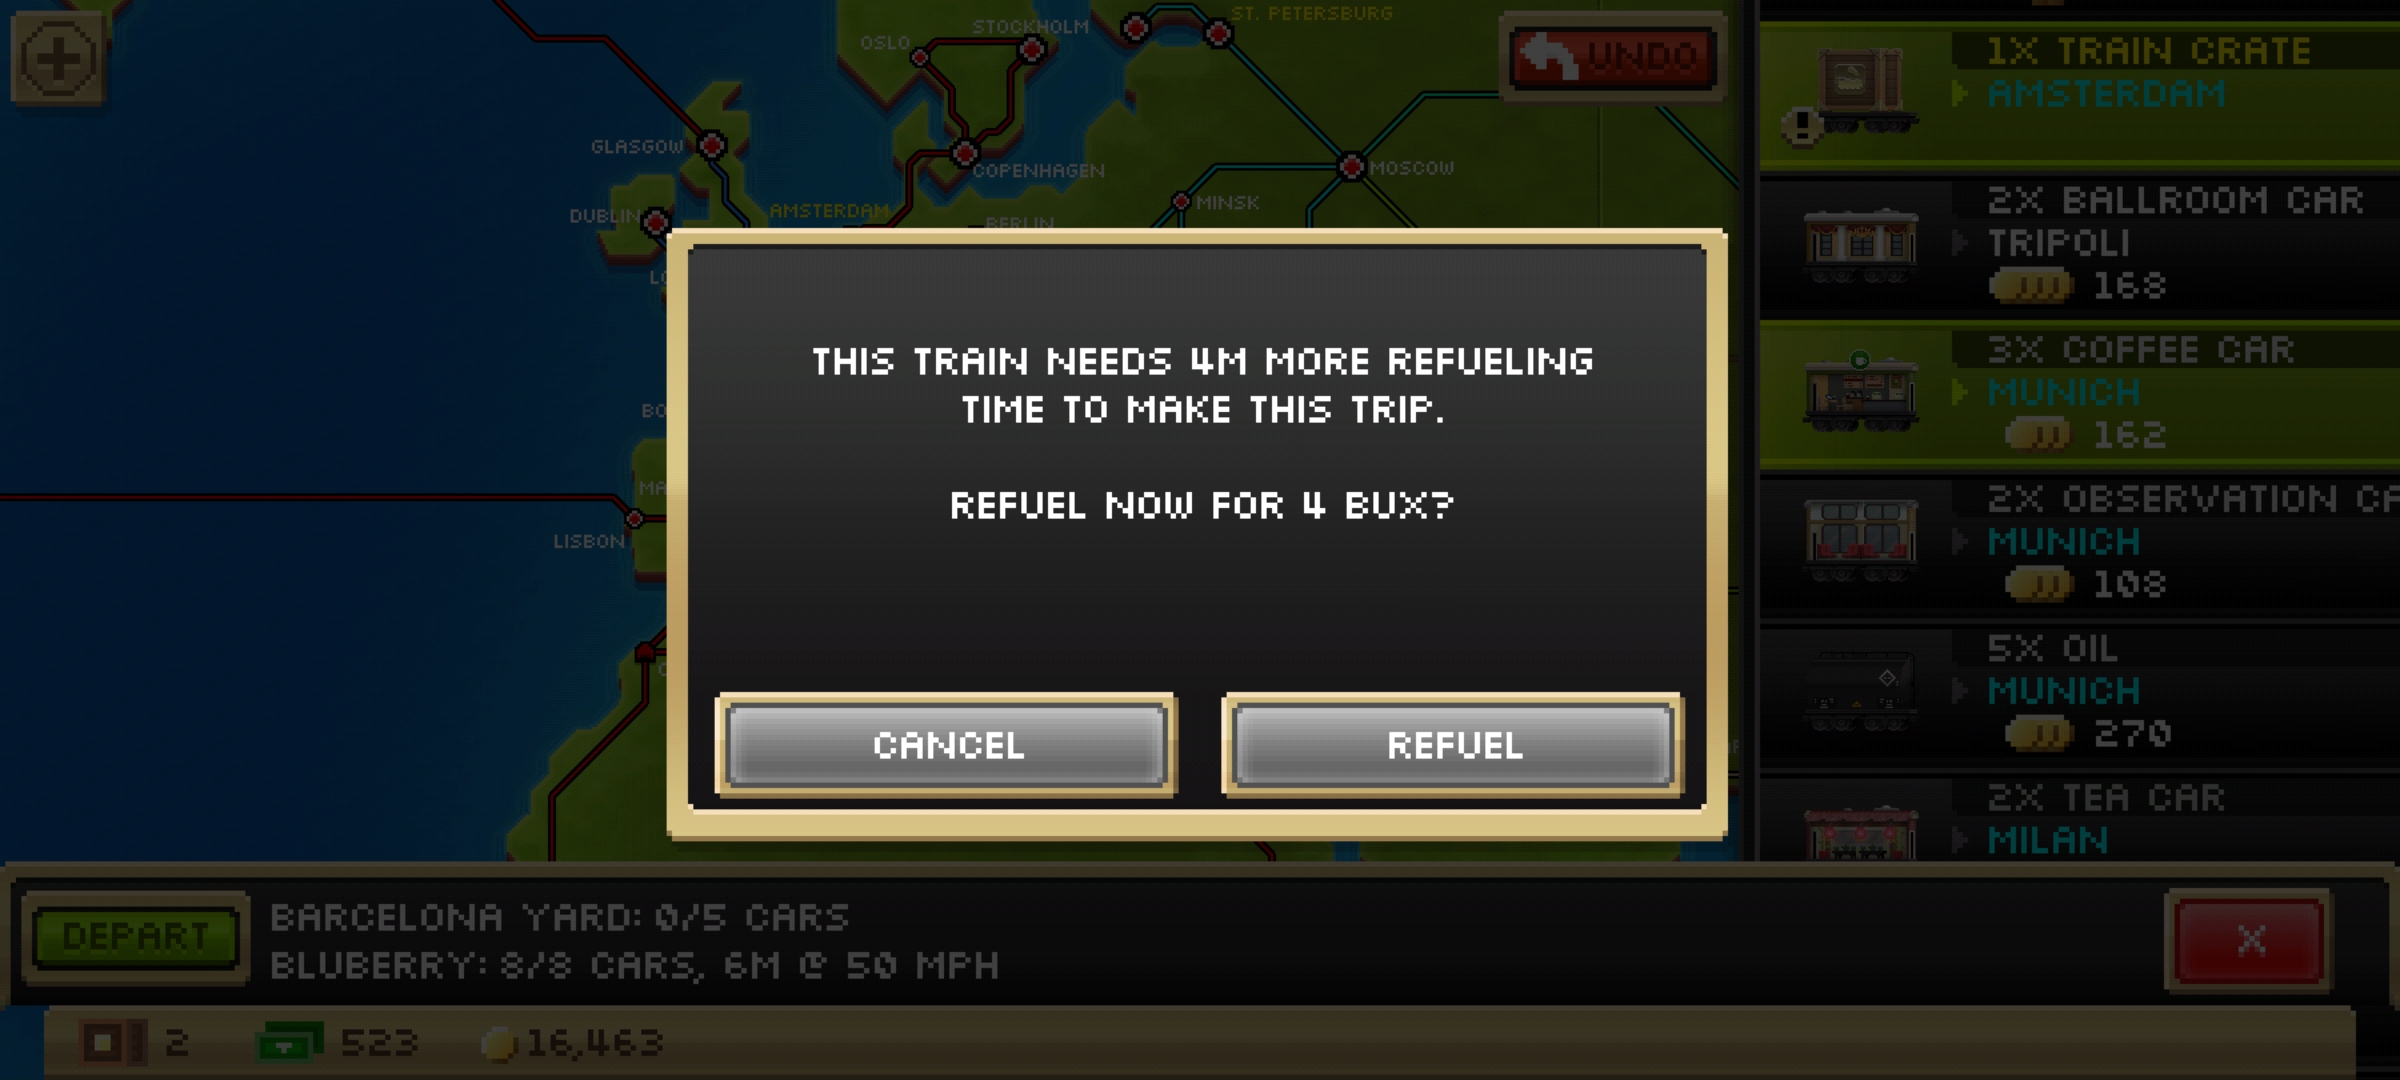 STOCKHOLM
ST. PETERSBURG
OSLO
UNDO
GLASGOW
COPENHAGEN
MOSCOW
DUBLIN
AMSTERDAM
MINSK
BERLIN
LISBON
1X TRAIN CRATE
AMSTERDAM
2X BALLROOM CAR
TRIPOLI
168
3X COFFEE CAR
MUNICH
162
2X OBSERVATION CA
MUNICH
108
5X OIL
MUNICH
270
2X TEA CAR
MILAN
THIS TRAIN NEEDS 4M MORE REFUELING
TIME TO MAKE THIS TRIP.
REFUEL NOW FOR 4 BUX?
CANCEL
REFUEL
DEPART
BARCELONA YARD: 0/5 CARS
BLUBERRY: 8/8 CARS, 6M @ 50 MPH
X
2
523
16,463